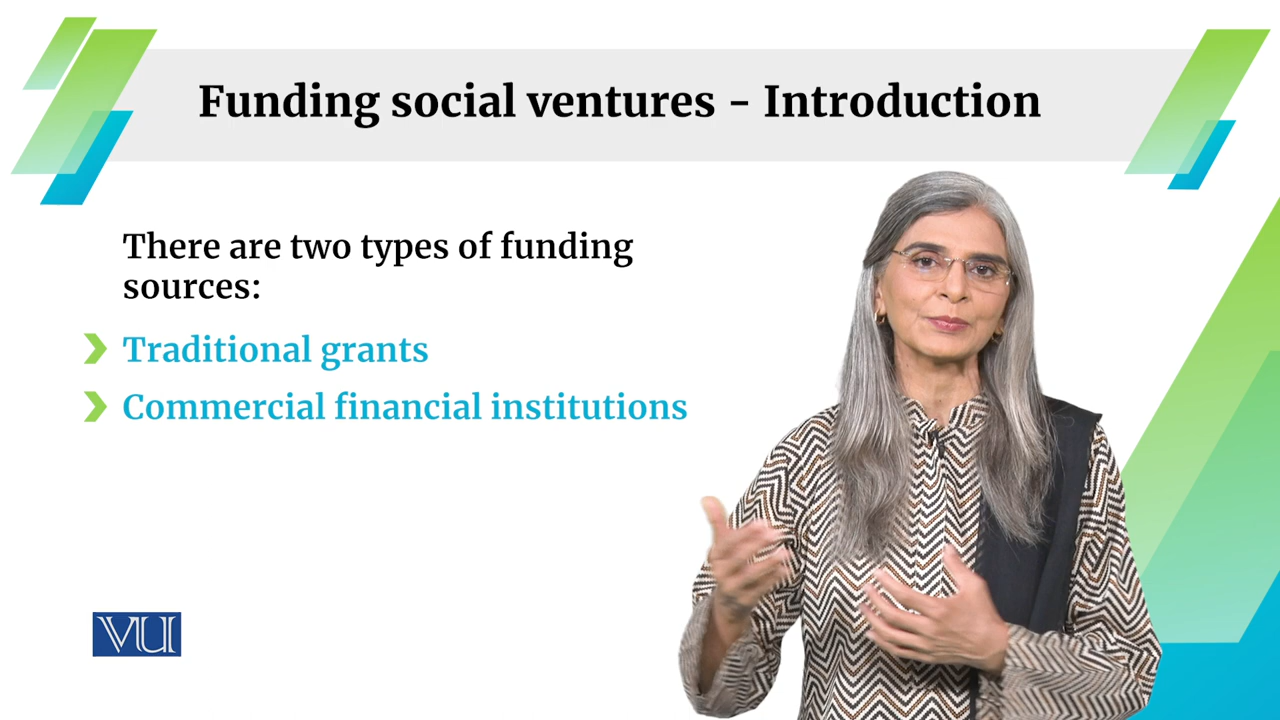 Funding social ventures - Introduction
There are two types of funding
sources:
Traditional grants
Commercial financial institutions
VU